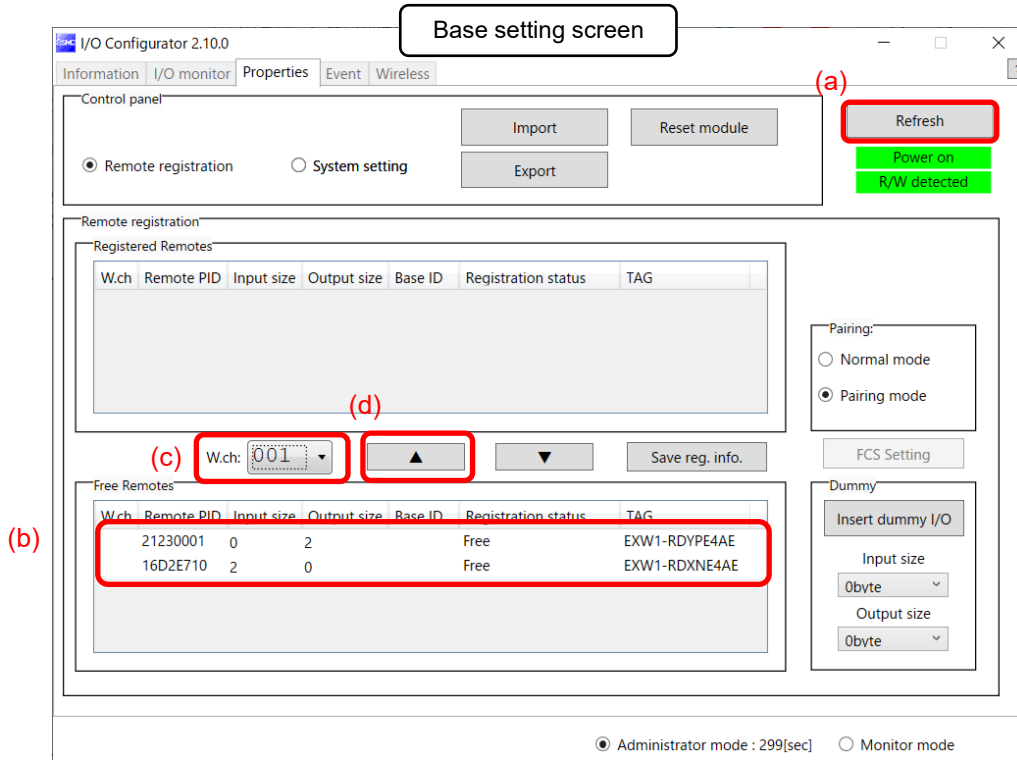 Base setting screen
SMC I/O Configurator 2.10.0
Information I/O monitor Properties Event Wireless
(a)
Control panel
Import Reset module Refresh
Remote registration System setting Export
Power on
R/W detected
Remote registration
Registered Remotes
W.ch Remote PID Input size Output size Base ID Registration status TAG
Pairing:
Normal mode
Pairing mode
(d)
(c) W.ch: 001 ▲ ▼ Save reg. info. FCS Setting
Free Remotes
W.ch Remote PID Input size Output size Base ID Registration status TAG
(b)
21230001 0 2 Free EXW1-RDYPE4AE
16D2E710 2 0 Free EXW1-RDXNE4AE
Dummy
Insert dummy I/O
Input size
0byte
Output size
0byte
Administrator mode : 299[sec] Monitor mode